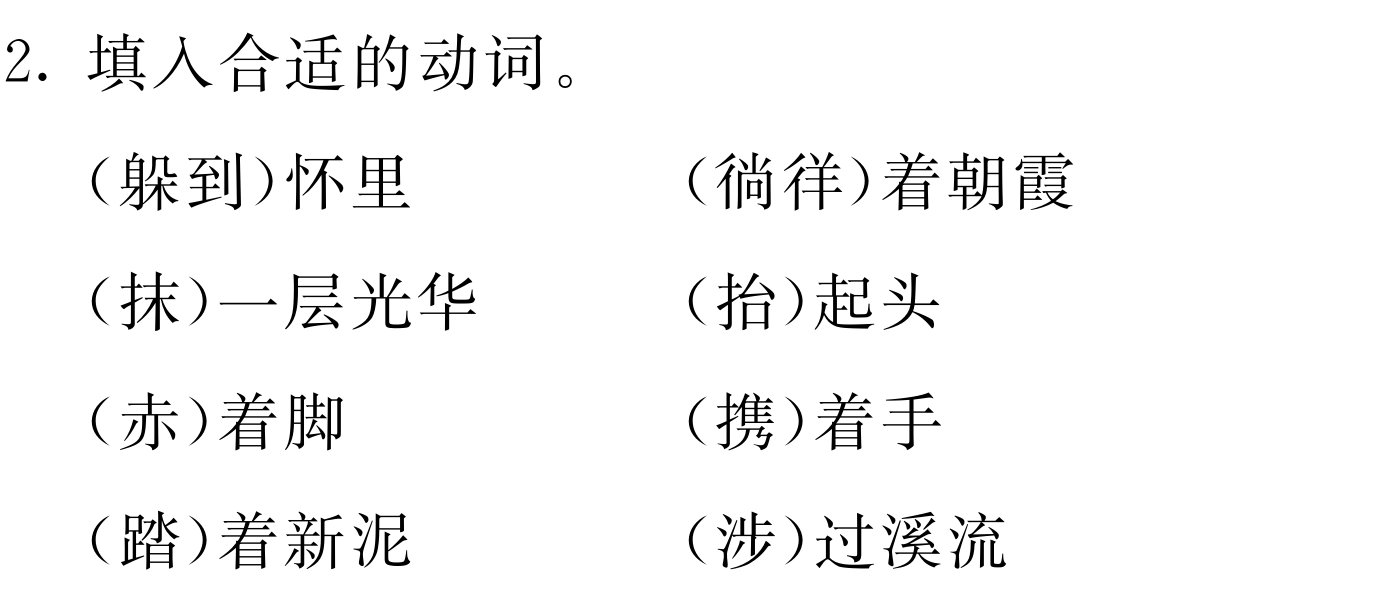 2. 填入合适的动词。
（躲到）怀里　（徜徉）着朝霞
（抹）一层光华　（抬）起头
（赤）着脚　（携）着手
（踏）着新泥　（涉）过溪流